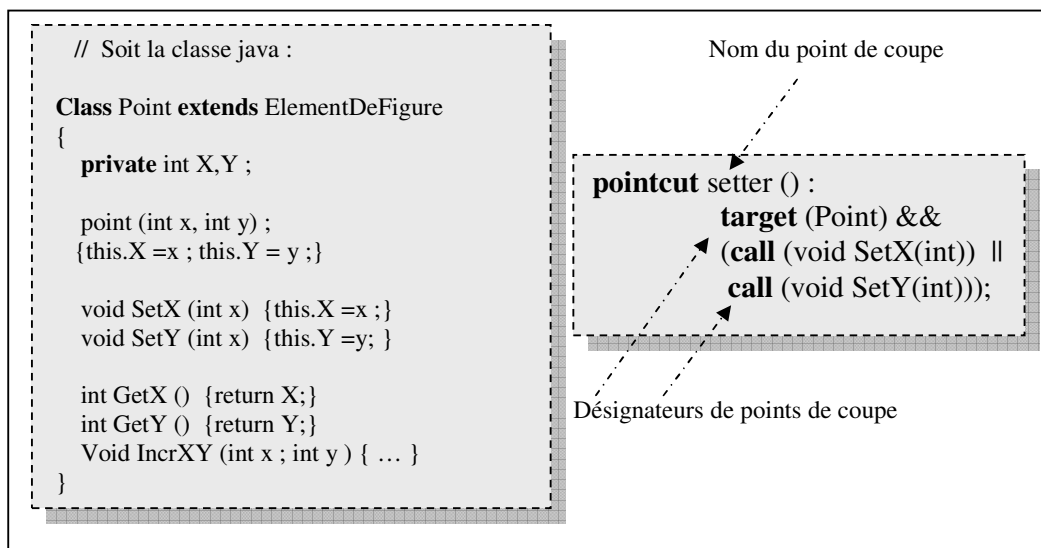 // Soit la classe java :
Class Point extends ElementDeFigure
{
private int X,Y ;
point (int x, int y) ;
{this.X =x ; this.Y = y ;}
void SetX (int x) {this.X =x ;}
void SetY (int x) {this.Y =y; }
int GetX () {return X;}
int GetY () {return Y;}
Void IncrXY (int x ; int y ) { … }
}
Nom du point de coupe
pointcut setter () :
target (Point) &&
(call (void SetX(int)) ||
call (void SetY(int)));
Désignateurs de points de coupe